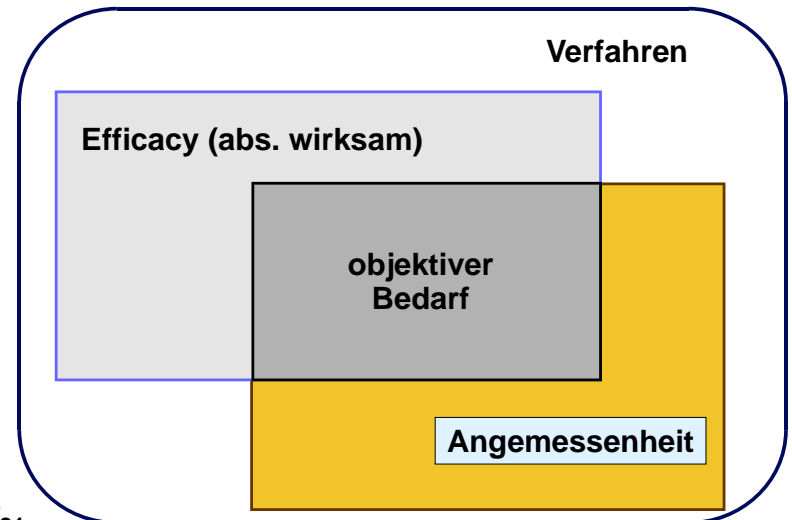 Verfahren
Efficacy (abs. wirksam)
objektiver
Bedarf
Angemessenheit